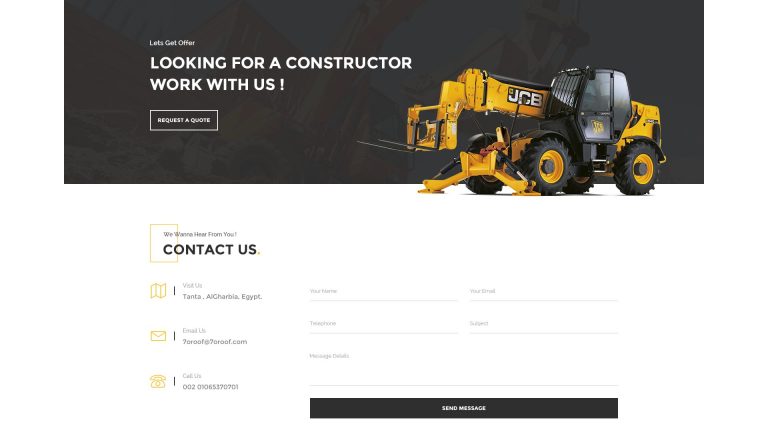 Lets Get Offer
LOOKING FOR A CONSTRUCTOR
WORK WITH US !
REQUEST A QUOTE
JCB
We Wanna Hear From You.!
CONTACT US.
Visit Us
Tanta , AlGharbia, Egypt.
Email Us
7oroof@7oroof.com
Call Us
002 01065370701
Your Name
Your Email
Telephone
Subject
Message Details
SEND MESSAGE